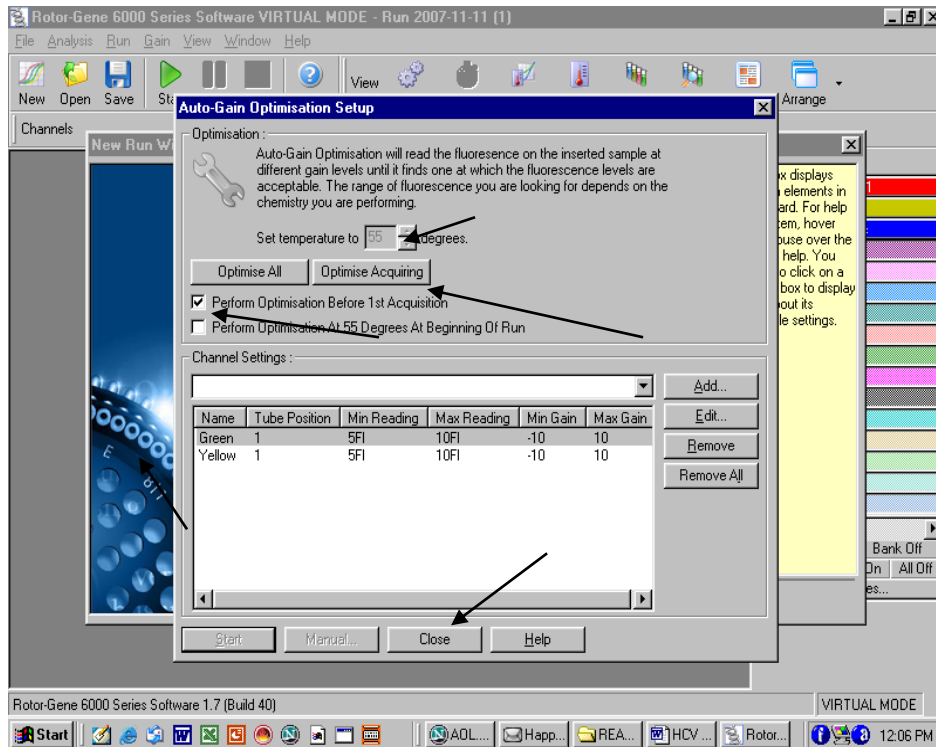 Rotor-Gene 6000 Series Software VIRTUAL MODE - Run 2007-11-11 (1)
File Analysis Run Gain View Window Help
New Open Save View Arrange
Channels
New Run
Auto-Gain Optimisation Setup
Optimisation :
Auto-Gain Optimisation will read the fluoresence on the inserted sample at
different gain levels until it finds one at which the fluorescence levels are
acceptable. The range of fluorescence you are looking for depends on the
chemistry you are performing.
Set temperature to 55 degrees.
Optimise All Optimise Acquiring
Perform Optimisation Before 1st Acquisition
Perform Optimisation At 55 Degrees At Beginning Of Run
Channel Settings :
Add...
Edit...
Remove
Remove All
Name Tube Position Min Reading Max Reading Min Gain Max Gain
Green 1 5Fl 10Fl -10 10
Yellow 1 5Fl 10Fl -10 10
Start Manual... Close Help
displays
elements in
ard. For help
em, hover
ouse over the
help. You
o click on a
box to display
out its
le settings.
Bank Off
On All Off
es...
Rotor-Gene 6000 Series Software 1.7 (Build 40) VIRTUAL MODE
Start AOL.... Happ... REA... HCV ... Rotor... 12:06 PM